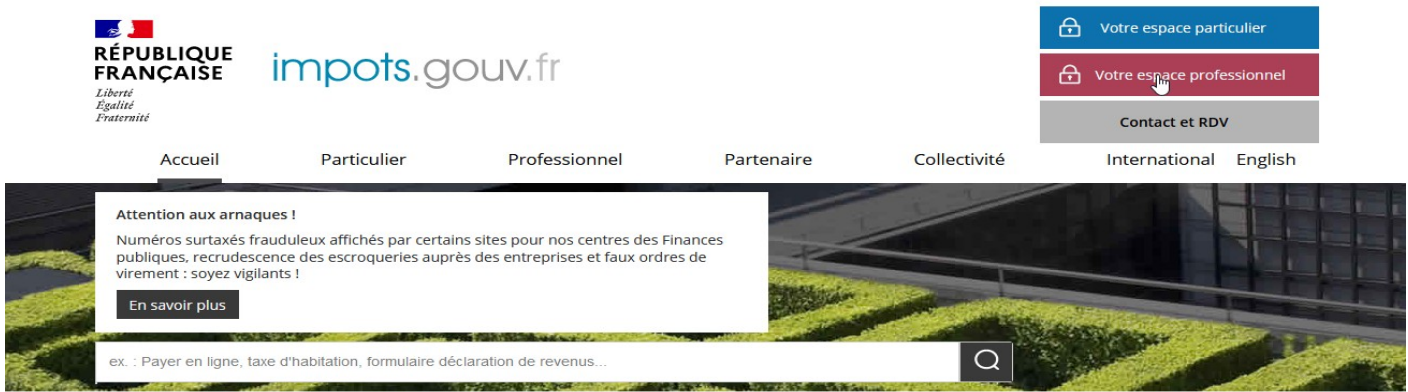 RÉPUBLIQUE
FRANÇAISE
Liberté
Égalité
Fraternité
impots.gouv.fr
Votre espace particulier
Votre espace professionnel
Contact et RDV
Accueil Particulier Professionnel Partenaire Collectivité International English
Attention aux arnaques !
Numéros surtaxés frauduleux affichés par certains sites pour nos centres des Finances
publiques, recrudescence des escroqueries auprès des entreprises et faux ordres de
virement : soyez vigilants !
En savoir plus
ex. : Payer en ligne, taxe d'habitation, formulaire déclaration de revenus...